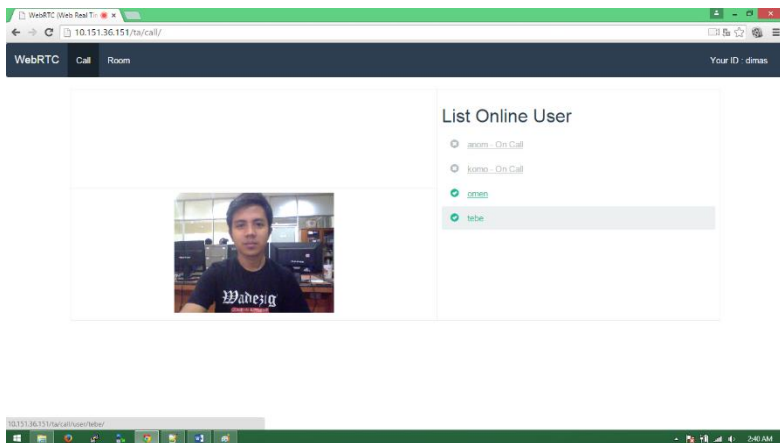 WebRTC (Web Real Tir
10.151.36.151/ta/call/
WebRTC Call Room Your ID : dimas
List Online User
anom - On Call
komo - On Call
omen
tebe
Wadezig
10.151.36.151/ta/call/user/tebe/
2:40 AM